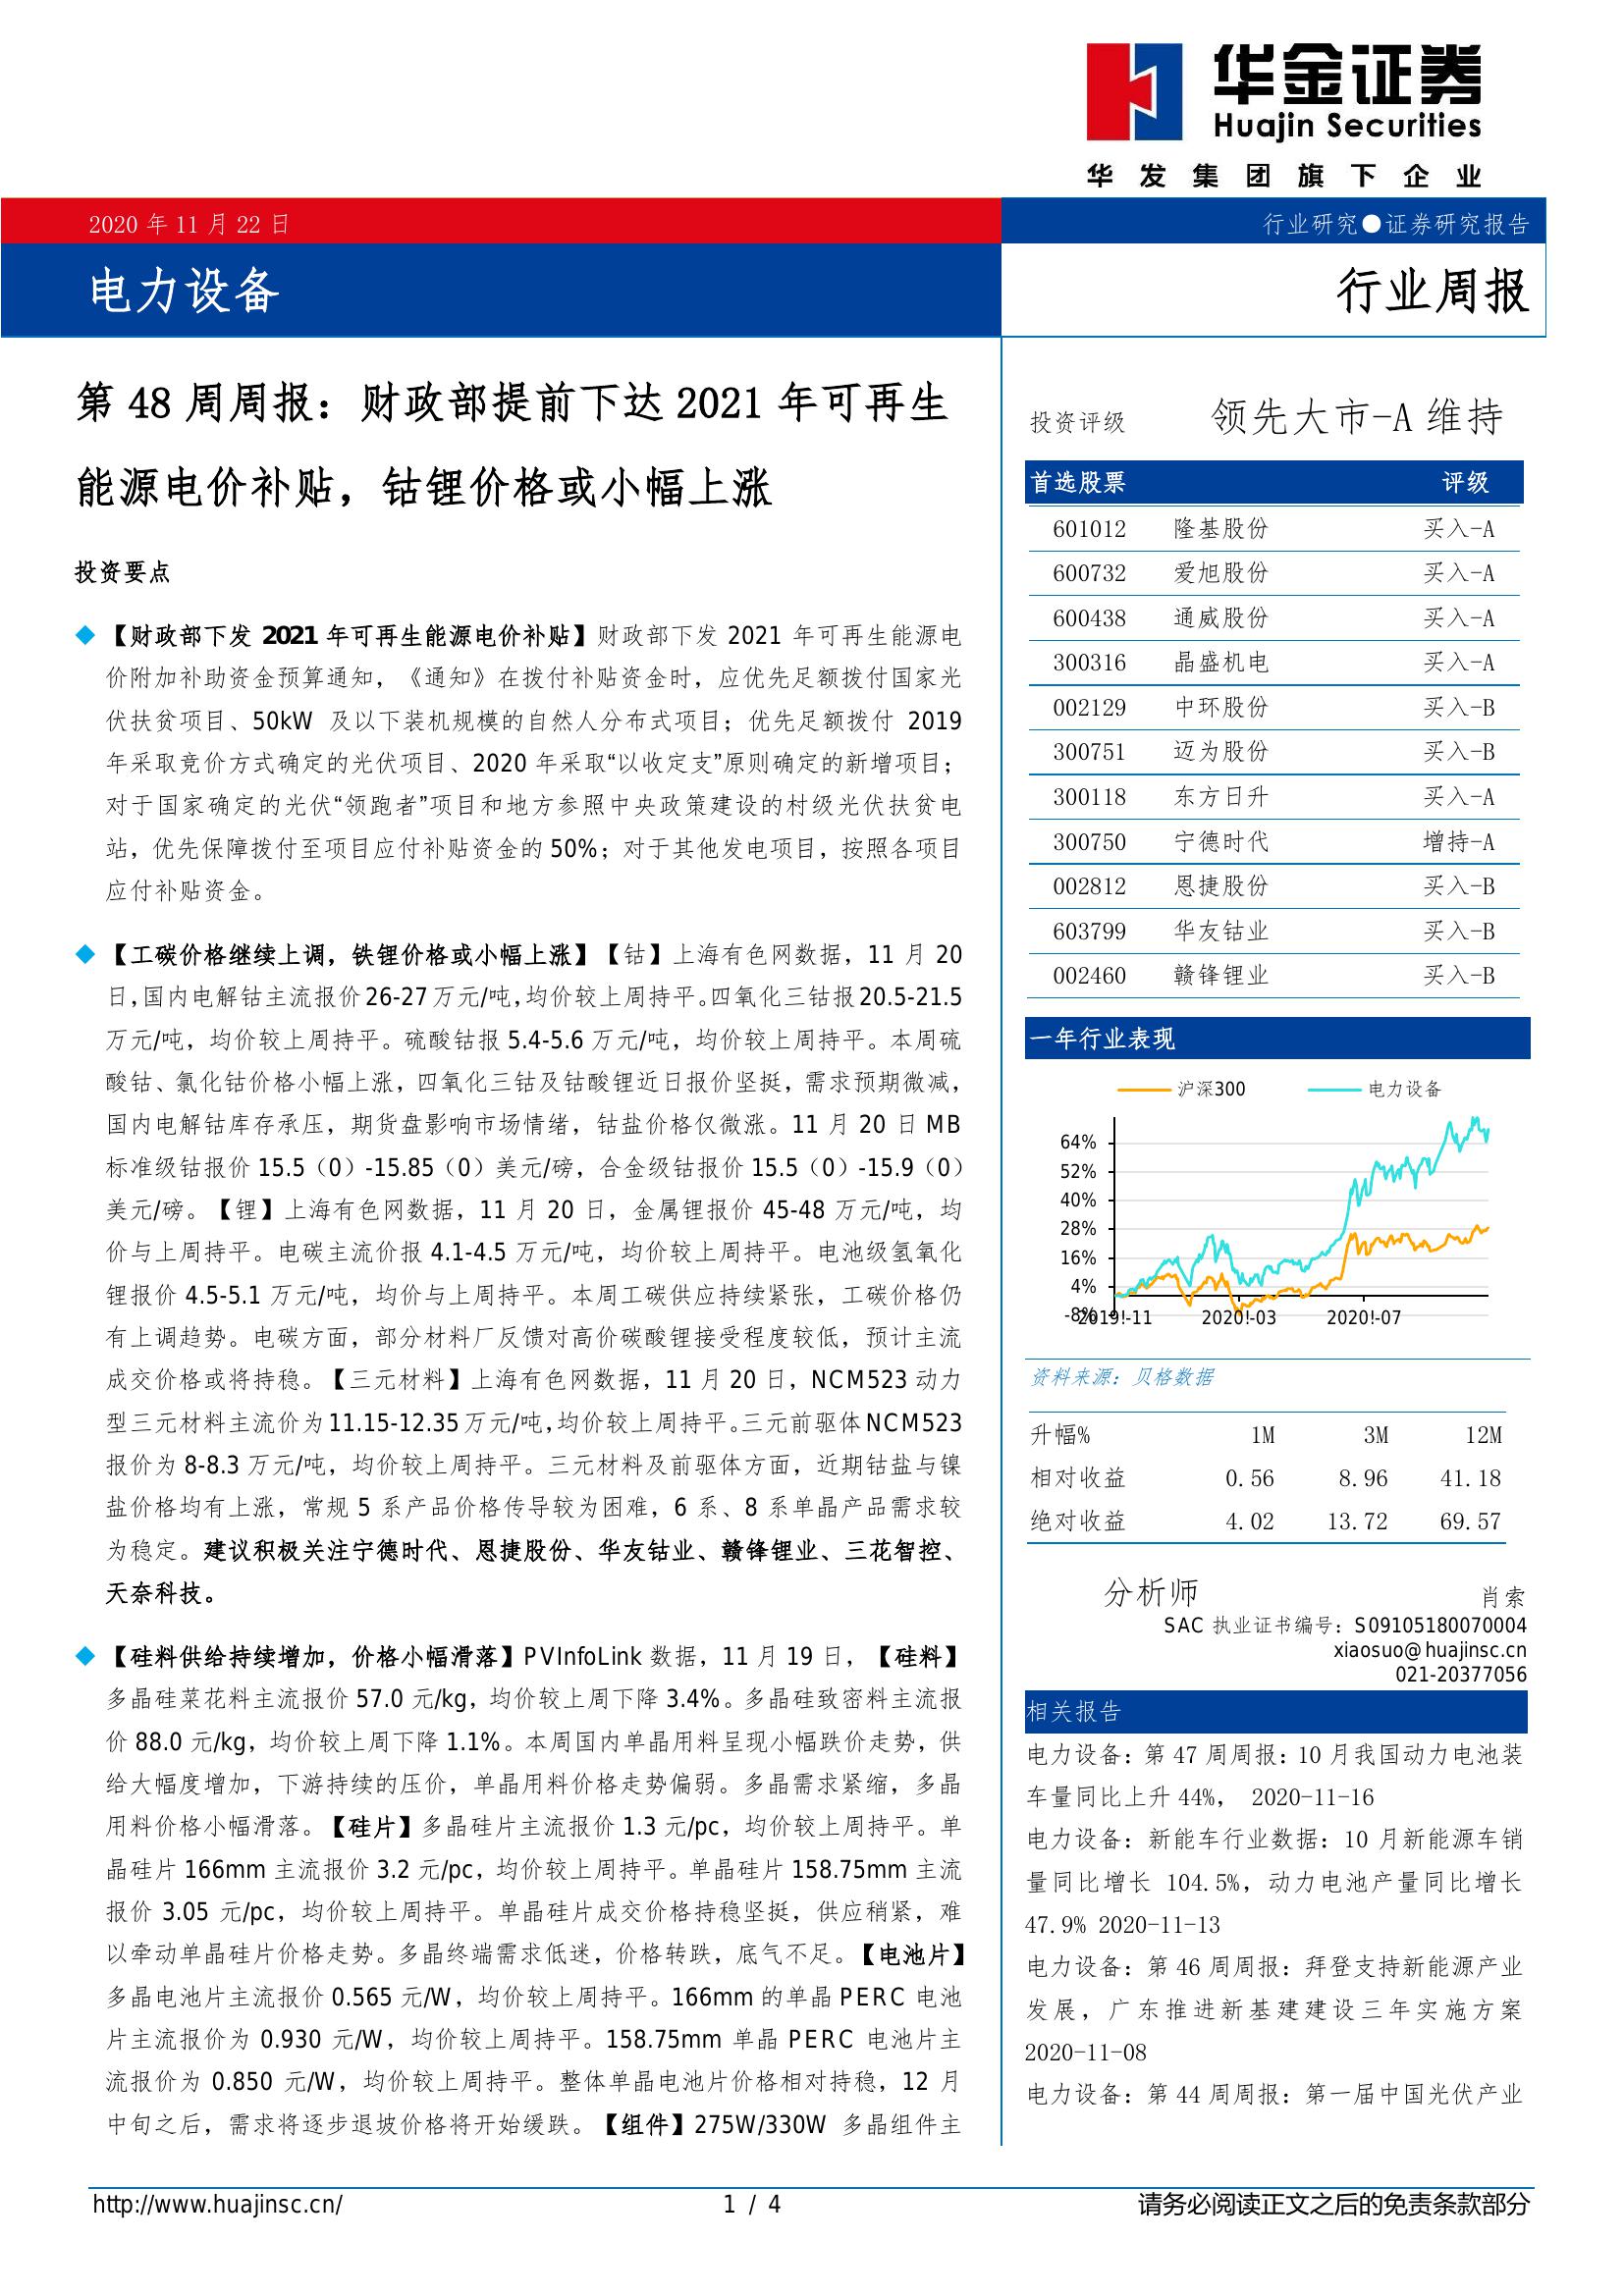 华金证券
Huajin Securities
华发集团旗下企业
2020 年 11 月 22 日
行业研究●证券研究报告
电力设备
行业周报
第 48 周周报：财政部提前下达 2021 年可再生
能源电价补贴，钴锂价格或小幅上涨
投资要点
◆ 【财政部下发 2021 年可再生能源电价补贴】财政部下发 2021 年可再生能源电
价附加补助资金预算通知，《通知》在拨付补贴资金时，应优先足额拨付国家光
伏扶贫项目、50kW 及以下装机规模的自然人分布式项目；优先足额拨付 2019
年采取竞价方式确定的光伏项目、2020 年采取“以收定支”原则确定的新增项目；
对于国家确定的光伏“领跑者”项目和地方参照中央政策建设的村级光伏扶贫电
站，优先保障拨付至项目应付补贴资金的 50%；对于其他发电项目，按照各项目
应付补贴资金。
◆ 【工碳价格继续上调，铁锂价格或小幅上涨】【钴】上海有色网数据，11 月 20
日，国内电解钴主流报价 26-27 万元/吨，均价较上周持平。四氧化三钴报 20.5-21.5
万元/吨，均价较上周持平。硫酸钴报 5.4-5.6 万元/吨，均价较上周持平。本周硫
酸钴、氯化钴价格小幅上涨，四氧化三钴及钴酸锂近日报价坚挺，需求预期微减，
国内电解钴库存承压，期货盘影响市场情绪，钴盐价格仅微涨。11 月 20 日 MB
标准级钴报价 15.5（0）-15.85（0）美元/磅，合金级钴报价 15.5（0）-15.9（0）
美元/磅。【锂】上海有色网数据，11 月 20 日，金属锂报价 45-48 万元/吨，均
价与上周持平。电碳主流价报 4.1-4.5 万元/吨，均价较上周持平。电池级氢氧化
锂报价 4.5-5.1 万元/吨，均价与上周持平。本周工碳供应持续紧张，工碳价格仍
有上调趋势。电碳方面，部分材料厂反馈对高价碳酸锂接受程度较低，预计主流
成交价格或将持稳。【三元材料】上海有色网数据，11 月 20 日，NCM523 动力
型三元材料主流价为 11.15-12.35 万元/吨，均价较上周持平。三元前驱体 NCM523
报价为 8-8.3 万元/吨，均价较上周持平。三元材料及前驱体方面，近期钴盐与镍
盐价格均有上涨，常规 5 系产品价格传导较为困难，6 系、8 系单晶产品需求较
为稳定。建议积极关注宁德时代、恩捷股份、华友钴业、赣锋锂业、三花智控、
天奈科技。
◆ 【硅料供给持续增加，价格小幅滑落】PVInfoLink 数据，11 月 19 日，【硅料】
多晶硅菜花料主流报价 57.0 元/kg，均价较上周下降 3.4%。多晶硅致密料主流报
价 88.0 元/kg，均价较上周下降 1.1%。本周国内单晶用料呈现小幅跌价走势，供
给大幅度增加，下游持续的压价，单晶用料价格走势偏弱。多晶需求紧缩，多晶
用料价格小幅滑落。【硅片】多晶硅片主流报价 1.3 元/pc，均价较上周持平。单
晶硅片 166mm 主流报价 3.2 元/pc，均价较上周持平。单晶硅片 158.75mm 主流
报价 3.05 元/pc，均价较上周持平。单晶硅片成交价格持稳坚挺，供应稍紧，难
以牵动单晶硅片价格走势。多晶终端需求低迷，价格转跌，底气不足。【电池片】
多晶电池片主流报价 0.565 元/W，均价较上周持平。166mm 的单晶 PERC 电池
片主流报价为 0.930 元/W，均价较上周持平。158.75mm 单晶 PERC 电池片主
流报价为 0.850 元/W，均价较上周持平。整体单晶电池片价格相对持稳，12 月
中旬之后，需求将逐步退坡价格将开始缓跌。【组件】275W/330W 多晶组件主
投资评级 领先大市-A 维持
首选股票 评级
601012 隆基股份 买入-A
600732 爱旭股份 买入-A
600438 通威股份 买入-A
300316 晶盛机电 买入-A
002129 中环股份 买入-B
300751 迈为股份 买入-B
300118 东方日升 买入-A
300750 宁德时代 增持-A
002812 恩捷股份 买入-B
603799 华友钴业 买入-B
002460 赣锋锂业 买入-B
一年行业表现
沪深300 电力设备
64%
52%
40%
28%
16%
4%
-8%
2019!-11 2020!-03 2020!-07
资料来源：贝格数据
升幅% 1M 3M 12M
相对收益 0.56 8.96 41.18
绝对收益 4.02 13.72 69.57
分析师 肖索
SAC 执业证书编号：S09105180070004
xiaosuo@huajinsc.cn
021-20377056
相关报告
电力设备：第 47 周周报：10 月我国动力电池装
车量同比上升 44%， 2020-11-16
电力设备：新能车行业数据：10 月新能源车销
量同比增长 104.5%，动力电池产量同比增长
47.9% 2020-11-13
电力设备：第 46 周周报：拜登支持新能源产业
发展，广东推进新基建建设三年实施方案
2020-11-08
电力设备：第 44 周周报：第一届中国光伏产业
http://www.huajinsc.cn/
1 / 4
请务必阅读正文之后的免责条款部分